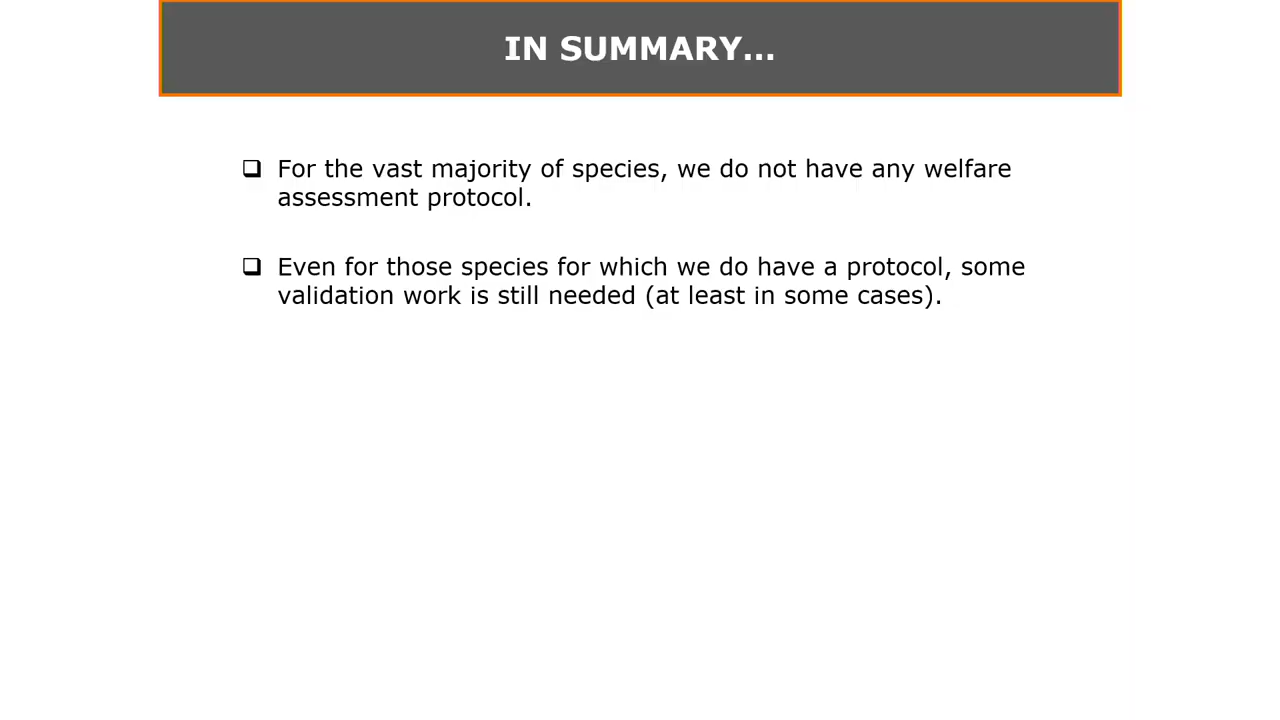 IN SUMMARY…
❑ For the vast majority of species, we do not have any welfare
assessment protocol.
❑ Even for those species for which we do have a protocol, some
validation work is still needed (at least in some cases).